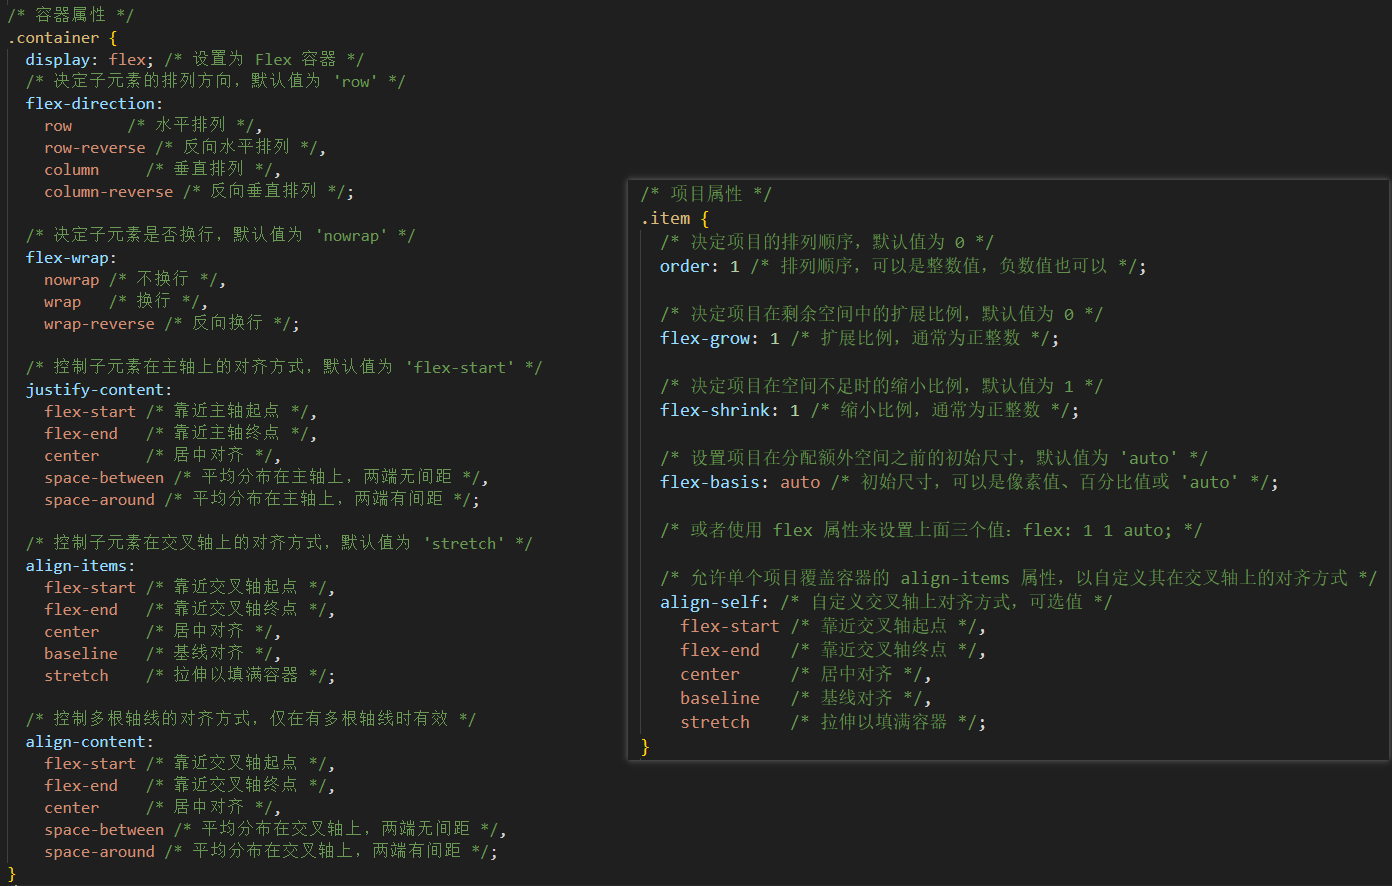 /* 容器属性 */
.container {
display: flex; /* 设置为 Flex 容器 */
/* 决定子元素的排列方向，默认值为 'row' */
flex-direction:
row /* 水平排列 */,
row-reverse /* 反向水平排列 */,
column /* 垂直排列 */,
column-reverse /* 反向垂直排列 */;
/* 决定子元素是否换行，默认值为 'nowrap' */
flex-wrap:
nowrap /* 不换行 */,
wrap /* 换行 */,
wrap-reverse /* 反向换行 */;
/* 控制子元素在主轴上的对齐方式，默认值为 'flex-start' */
justify-content:
flex-start /* 靠近主轴起点 */,
flex-end /* 靠近主轴终点 */,
center /* 居中对齐 */,
space-between /* 平均分布在主轴上，两端无间距 */,
space-around /* 平均分布在主轴上，两端有间距 */;
/* 控制子元素在交叉轴上的对齐方式，默认值为 'stretch' */
align-items:
flex-start /* 靠近交叉轴起点 */,
flex-end /* 靠近交叉轴终点 */,
center /* 居中对齐 */,
baseline /* 基线对齐 */,
stretch /* 拉伸以填满容器 */;
/* 控制多根轴线的对齐方式，仅在有多根轴线时有效 */
align-content:
flex-start /* 靠近交叉轴起点 */,
flex-end /* 靠近交叉轴终点 */,
center /* 居中对齐 */,
space-between /* 平均分布在交叉轴上，两端无间距 */,
space-around /* 平均分布在交叉轴上，两端有间距 */;
}
/* 项目属性 */
.item {
/* 决定项目的排列顺序，默认值为 0 */
order: 1 /* 排列顺序，可以是整数值，负数值也可以 */;
/* 决定项目在剩余空间中的扩展比例，默认值为 0 */
flex-grow: 1 /* 扩展比例，通常为正整数 */;
/* 决定项目在空间不足时的缩小比例，默认值为 1 */
flex-shrink: 1 /* 缩小比例，通常为正整数 */;
/* 设置项目在分配额外空间之前的初始尺寸，默认值为 'auto' */
flex-basis: auto /* 初始尺寸，可以是像素值、百分比值或 'auto' */;
/* 或者使用 flex 属性来设置上面三个值：flex: 1 1 auto; */
/* 允许单个项目覆盖容器的 align-items 属性，以自定义其在交叉轴上的对齐方式 */
align-self: /* 自定义交叉轴上对齐方式，可选值 */
flex-start /* 靠近交叉轴起点 */,
flex-end /* 靠近交叉轴终点 */,
center /* 居中对齐 */,
baseline /* 基线对齐 */,
stretch /* 拉伸以填满容器 */;
}